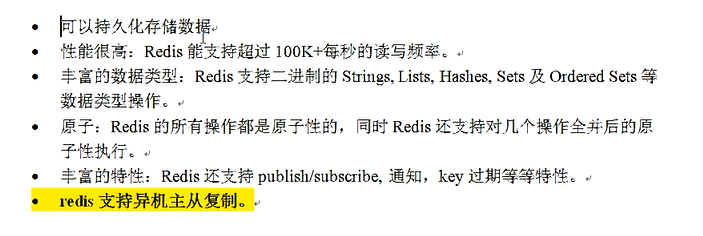 • 可以持久化存储数据
• 性能很高：Redis 能支持超过 100K+每秒的读写频率。
• 丰富的数据类型：Redis 支持二进制的 Strings, Lists, Hashes, Sets 及 Ordered Sets 等
数据类型操作。
• 原子：Redis 的所有操作都是原子性的，同时 Redis 还支持对几个操作全并后的原
子性执行。
• 丰富的特性：Redis 还支持 publish/subscribe, 通知，key 过期等等特性。
• redis 支持异机主从复制。